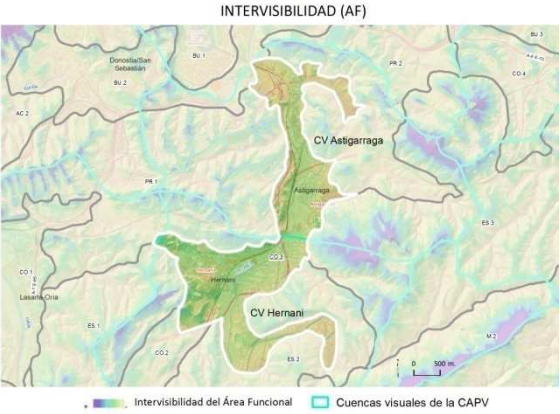 INTERVISIBILIDAD (AF)
BU.3
Donostia/San
Sebastián
BU.1
PR.2
CO.4
BU.2
AC.2
CV Astigarraga
PR.1
Astigarraga
ES.3
CO.3
CO.1
Hernani
Lasarte-Oria
CV Hernani
ES.1
M.2
CO.2
ES.2
0 500 m.
Intervisibilidad del Área Funcional
Cuencas visuales de la CAPV